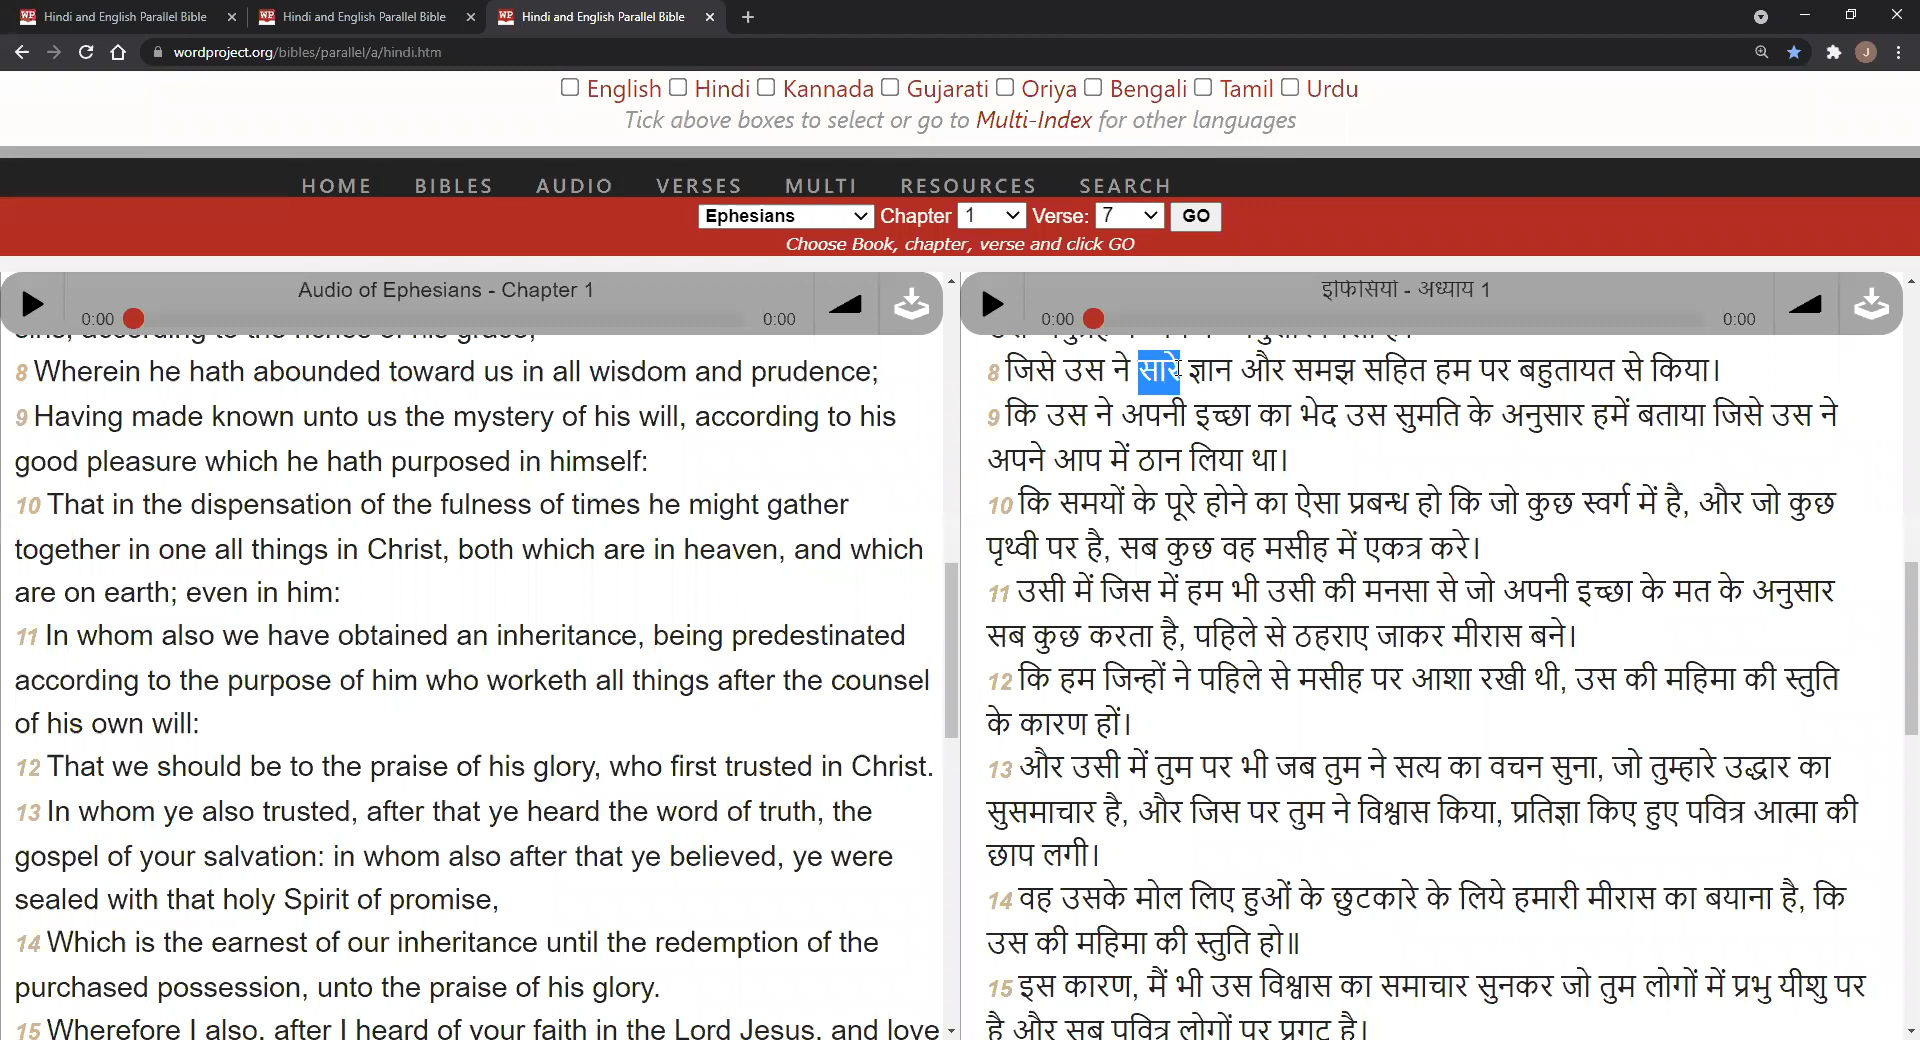 Hindi and English Parallel Bible
Hindi and English Parallel Bible
Hindi and English Parallel Bible
wordproject.org/bibles/parallel/a/hindi.htm
J
English Hindi Kannada Gujarati Oriya Bengali Tamil Urdu
Tick above boxes to select or go to Multi-Index for other languages
HOME BIBLES AUDIO VERSES MULTI RESOURCES SEARCH
Ephesians Chapter 1 Verse: 7 GO
Choose Book, chapter, verse and click GO
Audio of Ephesians - Chapter 1
0:00 0:00
sins, according to the riches of his grace;
8 Wherein he hath abounded toward us in all wisdom and prudence;
9 Having made known unto us the mystery of his will, according to his
good pleasure which he hath purposed in himself:
10 That in the dispensation of the fulness of times he might gather
together in one all things in Christ, both which are in heaven, and which
are on earth; even in him:
11 In whom also we have obtained an inheritance, being predestinated
according to the purpose of him who worketh all things after the counsel
of his own will:
12 That we should be to the praise of his glory, who first trusted in Christ.
13 In whom ye also trusted, after that ye heard the word of truth, the
gospel of your salvation: in whom also after that ye believed, ye were
sealed with that holy Spirit of promise,
14 Which is the earnest of our inheritance until the redemption of the
purchased possession, unto the praise of his glory.
15 Wherefore I also, after I heard of your faith in the Lord Jesus, and love
इफिसियों - अध्याय 1
0:00 0:00
8 जिसे उस ने सारे ज्ञान और समझ सहित हम पर बहुतायत से किया।
9 कि उस ने अपनी इच्छा का भेद उस सुमति के अनुसार हमें बताया जिसे उस ने
अपने आप में ठान लिया था।
10 कि समयों के पूरे होने का ऐसा प्रबन्ध हो कि जो कुछ स्वर्ग में है, और जो कुछ
पृथ्वी पर है, सब कुछ वह मसीह में एकत्र करे।
11 उसी में जिस में हम भी उसी की मनसा से जो अपनी इच्छा के मत के अनुसार
सब कुछ करता है, पहिले से ठहराए जाकर मीरास बने।
12 कि हम जिन्हों ने पहिले से मसीह पर आशा रखी थी, उस की महिमा की स्तुति
के कारण हों।
13 और उसी में तुम पर भी जब तुम ने सत्य का वचन सुना, जो तुम्हारे उद्धार का
सुसमाचार है, और जिस पर तुम ने विश्वास किया, प्रतिज्ञा किए हुए पवित्र आत्मा की
छाप लगी।
14 वह उसके मोल लिए हुओं के छुटकारे के लिये हमारी मीरास का बयाना है, कि
उस की महिमा की स्तुति हो॥
15 इस कारण, मैं भी उस विश्वास का समाचार सुनकर जो तुम लोगों में प्रभु यीशु पर
है और सब पवित्र लोगों पर प्रगट है।